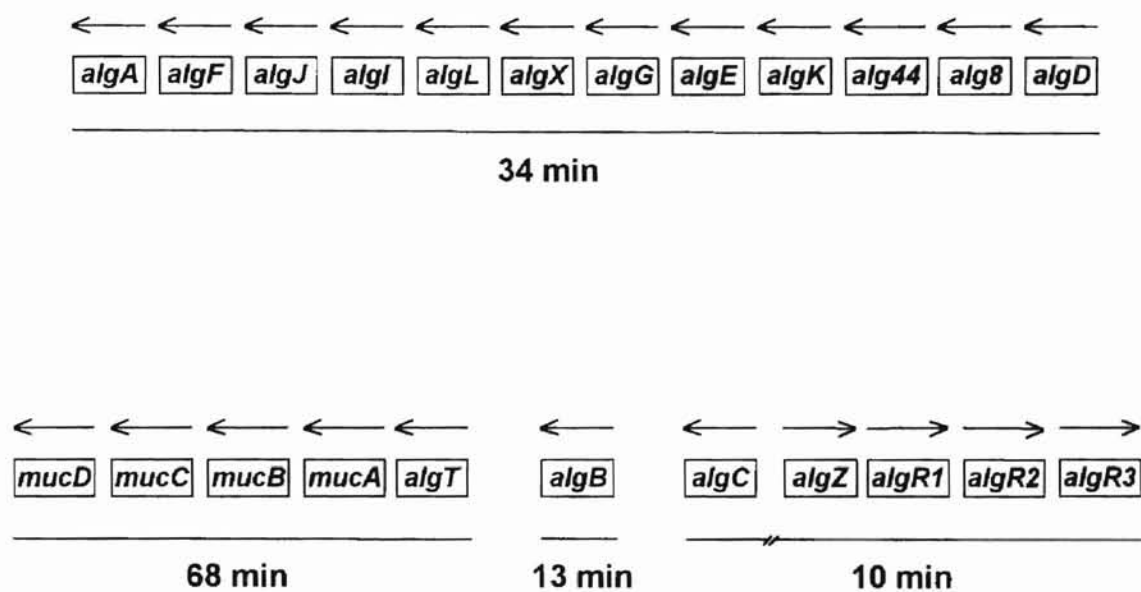 algA algF algJ algI algL algX algG algE algK alg44 alg8 algD
34 min
mucD mucC mucB mucA algT algB algC algZ algR1 algR2 algR3
68 min 13 min 10 min